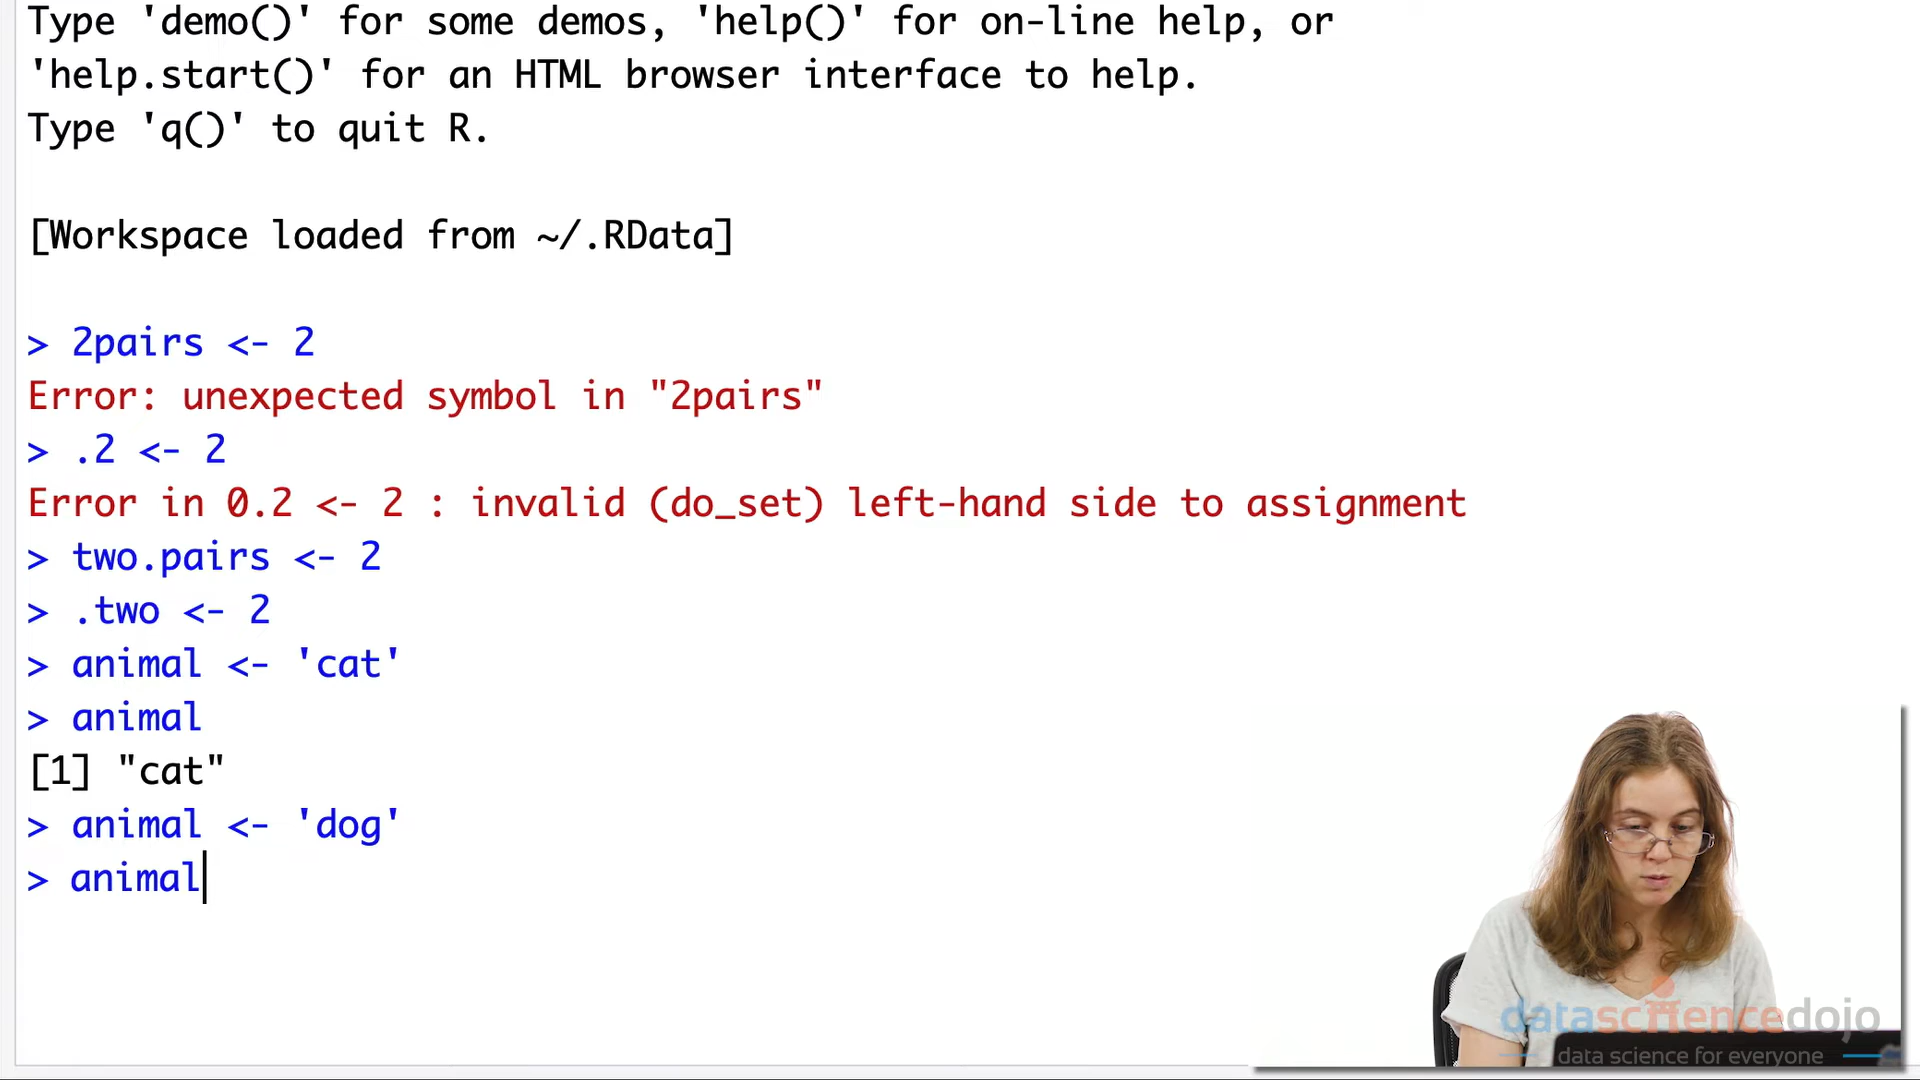 Type 'demo()' for some demos, 'help()' for on-line help, or
'help.start()' for an HTML browser interface to help.
Type 'q()' to quit R.
[Workspace loaded from ~/.RData]
> 2pairs <- 2
Error: unexpected symbol in "2pairs"
> .2 <- 2
Error in 0.2 <- 2 : invalid (do_set) left-hand side to assignment
> two.pairs <- 2
> .two <- 2
> animal <- 'cat'
> animal
[1] "cat"
> animal <- 'dog'
> animal
datasciencedojo
data science for everyone